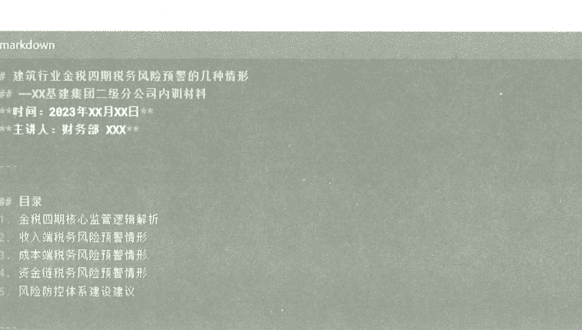 markdown
# 建筑行业金税四期税务风险预警的几种情形
## —XX基建集团二级分公司内训材料
**时间：2023年XX月XX日**
**主讲人：财务部 XXX**
---
## 目录
1. 金税四期核心监管逻辑解析
2. 收入端税务风险预警情形
3. 成本端税务风险预警情形
4. 资金链税务风险预警情形
5. 风险防控体系建设建议
---